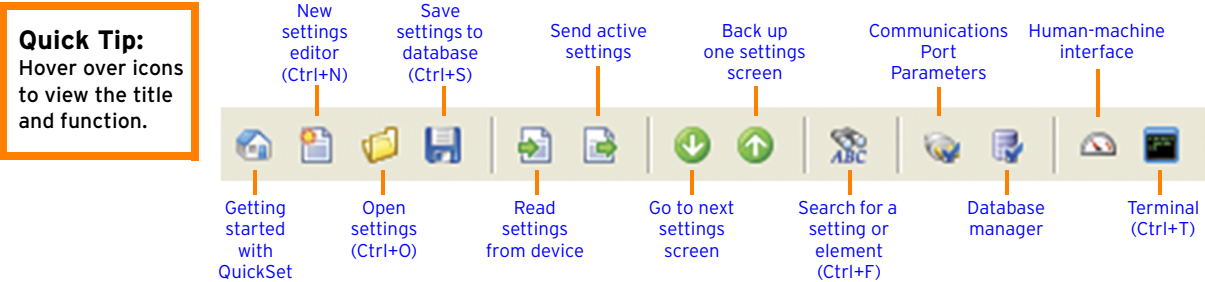 Quick Tip:
Hover over icons
to view the title
and function.
New
settings
editor
(Ctrl+N)
Save
settings to
database
(Ctrl+S)
Send active
settings
Back up
one settings
screen
Communications
Port
Parameters
Human-machine
interface
ABC
Getting
started
with
QuickSet
Open
settings
(Ctrl+O)
Read
settings
from device
Go to next
settings
screen
Search for a
setting or
element
(Ctrl+F)
Database
manager
Terminal
(Ctrl+T)